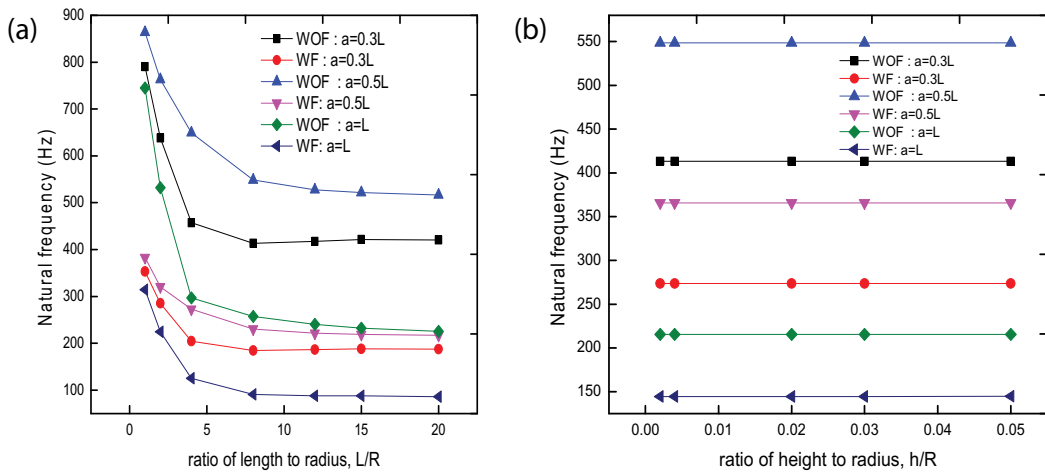 (a)
900
800
700
600
500
400
300
200
100
Natural frequency (Hz)
WOF : a=0.3L
WF : a=0.3L
WOF : a=0.5L
WF: a=0.5L
WOF : a=L
WF: a=L
0 5 10 15 20
ratio of length to radius, L/R
(b)
550
500
450
400
350
300
250
200
150
Natural frequency (Hz)
WOF : a=0.3L
WF : a=0.3L
WOF : a=0.5L
WF: a=0.5L
WOF : a=L
WF: a=L
0.00 0.01 0.02 0.03 0.04 0.05
ratio of height to radius, h/R